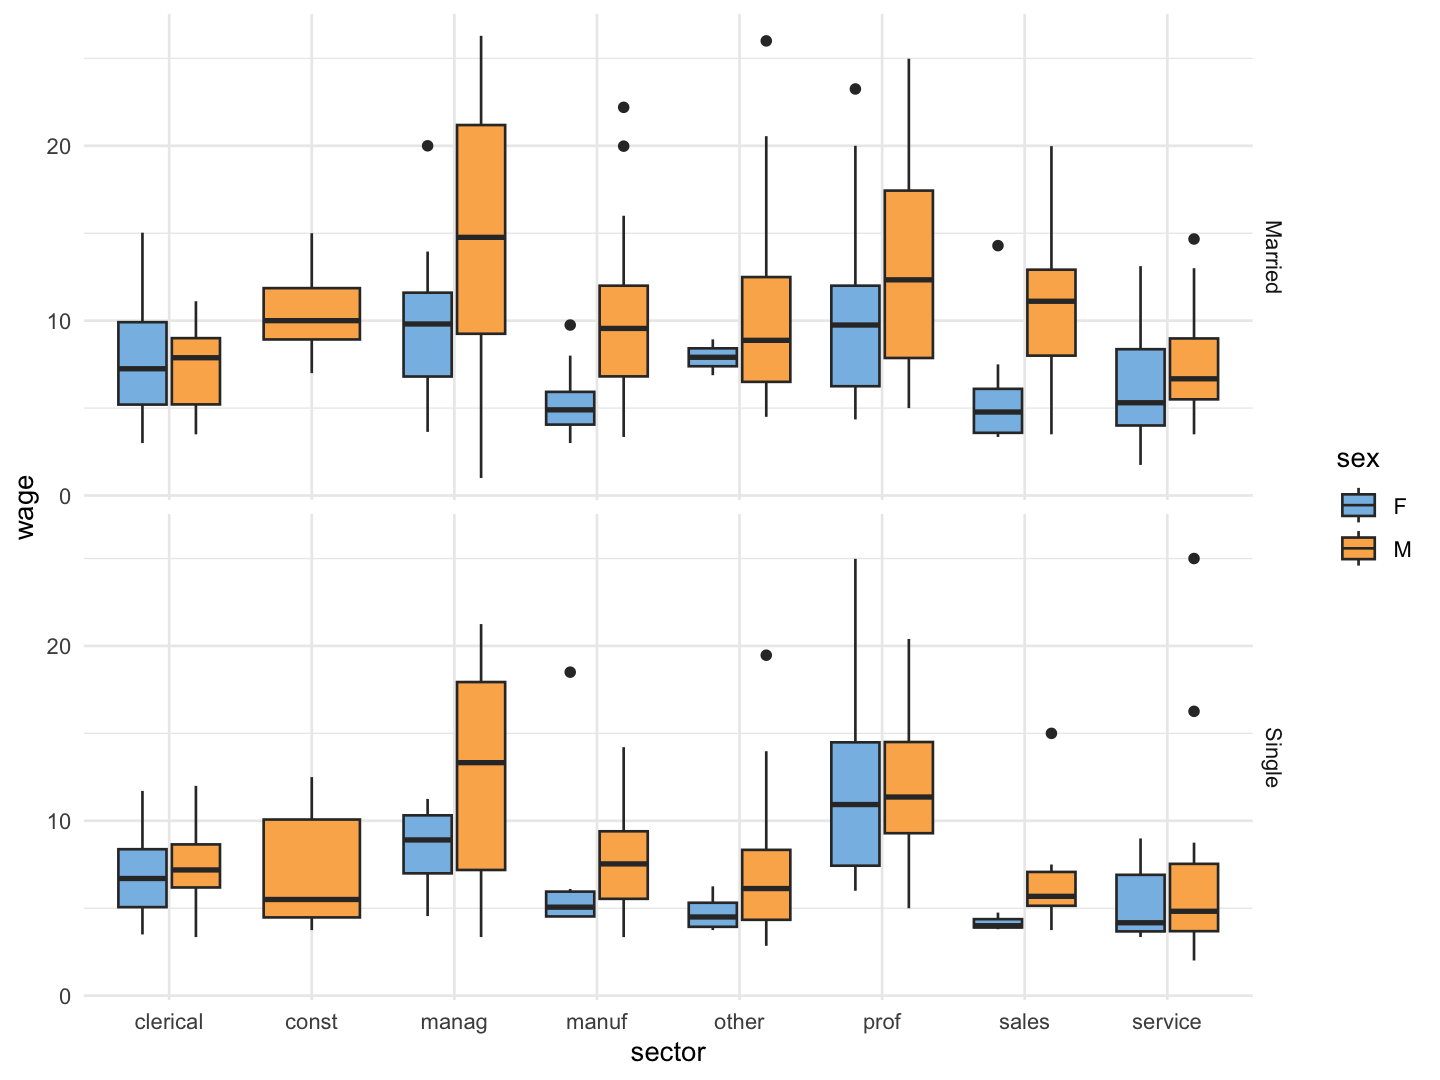 20
10
0
Married
wage
20
10
0
Single
clerical const manag manuf other prof sales service
sector
sex
F
M